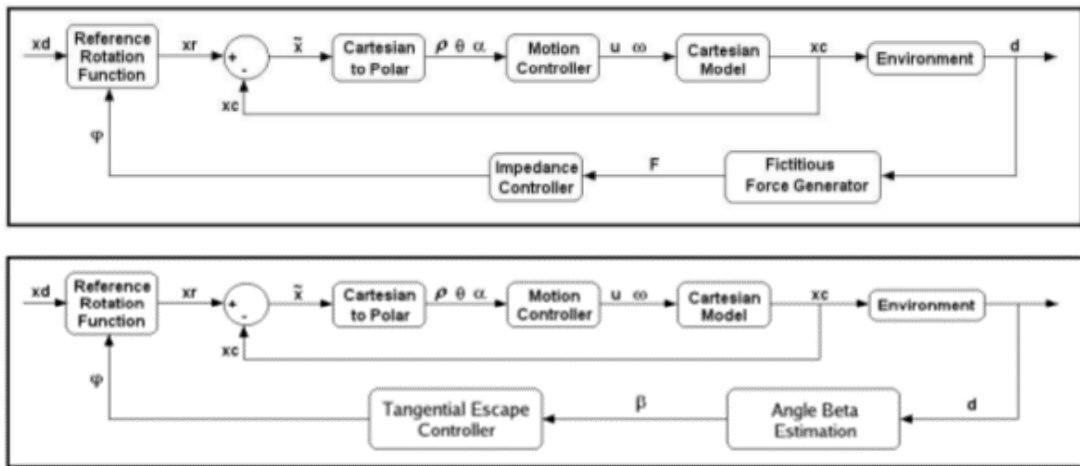 xd
Reference
Rotation
Function
xr
+
-
x̃
Cartesian
to Polar
ρ θ α
Motion
Controller
u ω
Cartesian
Model
xc
Environment
d
xc
φ
Impedance
Controller
F
Fictitious
Force Generator
xd
Reference
Rotation
Function
xr
+
-
x̃
Cartesian
to Polar
ρ θ α
Motion
Controller
u ω
Cartesian
Model
xc
Environment
xc
φ
Tangential Escape
Controller
β
Angle Beta
Estimation
d